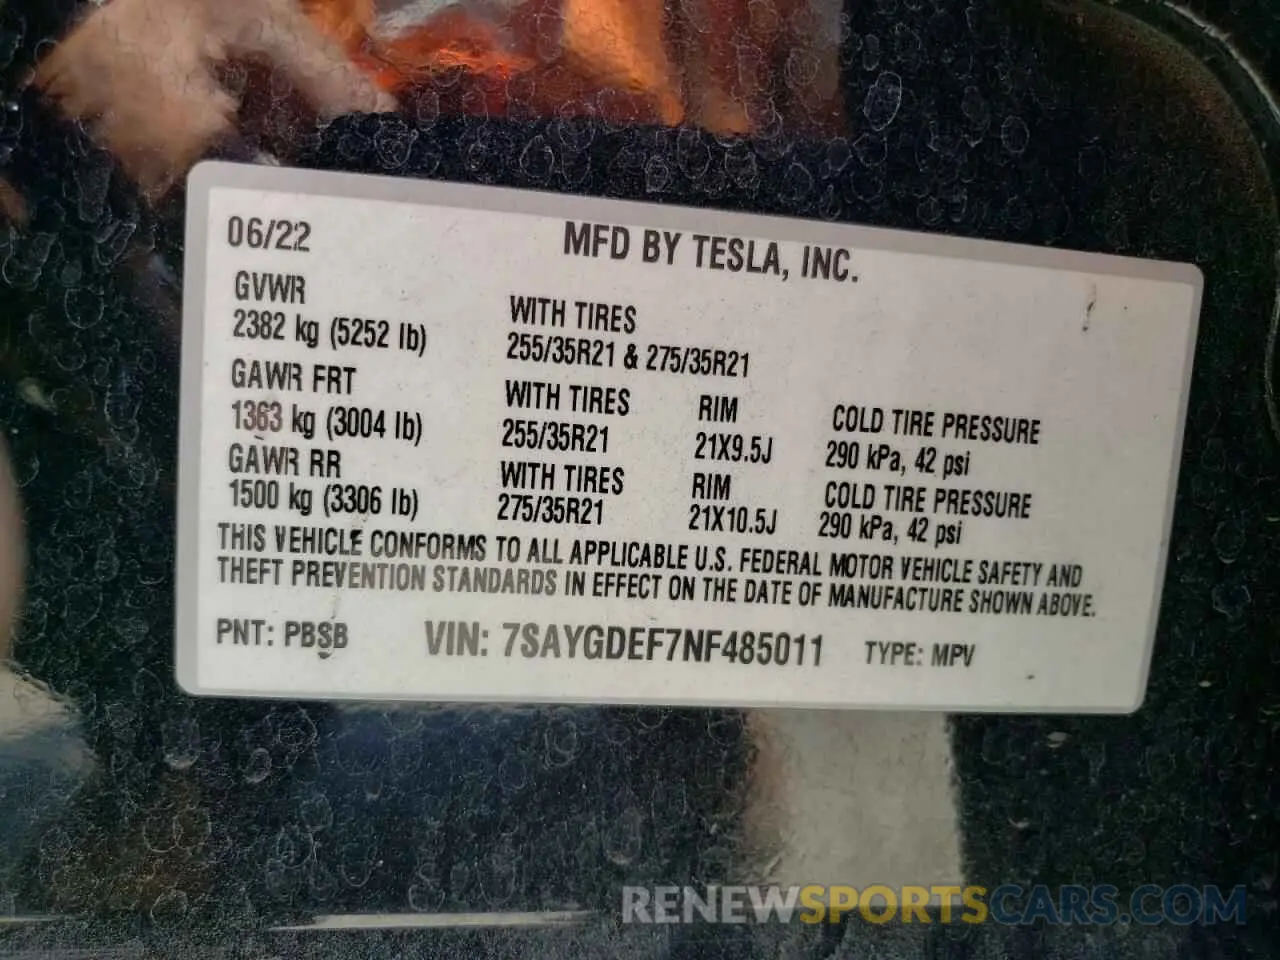 06/22 MFD BY TESLA, INC.
GVWR WITH TIRES
2382 kg (5252 lb) 255/35R21 & 275/35R21
GAWR FRT WITH TIRES RIM COLD TIRE PRESSURE
1363 kg (3004 lb) 255/35R21 21X9.5J 290 kPa, 42 psi
GAWR RR WITH TIRES RIM COLD TIRE PRESSURE
1500 kg (3306 lb) 275/35R21 21X10.5J 290 kPa, 42 psi
THIS VEHICLE CONFORMS TO ALL APPLICABLE U.S. FEDERAL MOTOR VEHICLE SAFETY AND
THEFT PREVENTION STANDARDS IN EFFECT ON THE DATE OF MANUFACTURE SHOWN ABOVE.
PNT: PBSB VIN: 7SAYGDEF7NF485011 TYPE: MPV
RENEWSPORTSCARS.COM